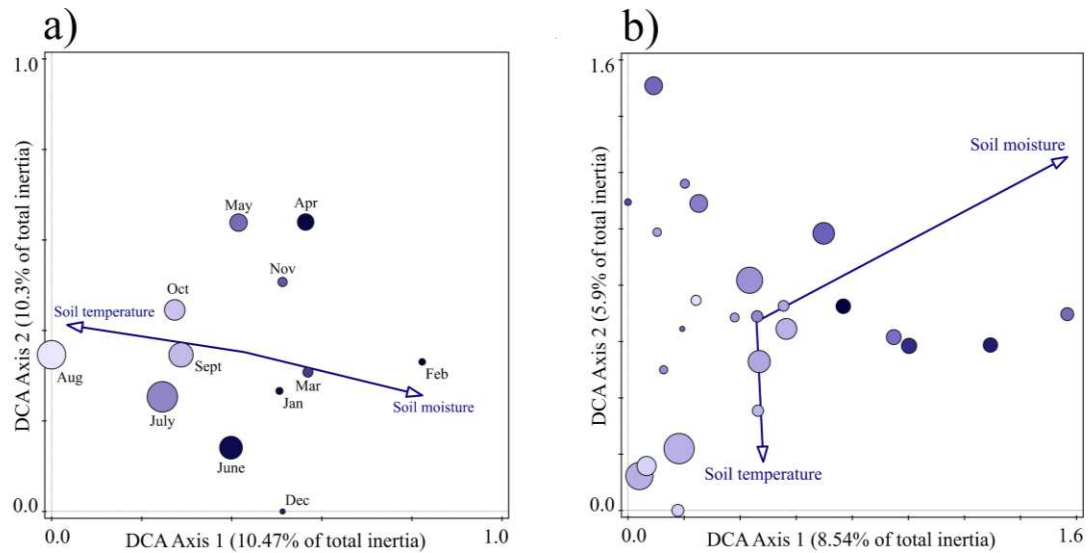 a)
1.0
DCA Axis 2 (10.3% of total inertia)
May
Apr
Nov
Oct
Soil temperature
Aug
Sept
Mar
Feb
Jan
July
Soil moisture
June
Dec
0.0
0.0
DCA Axis 1 (10.47% of total inertia)
1.0
b)
1.6
DCA Axis 2 (5.9% of total inertia)
Soil moisture
Soil temperature
0.0
0.0
DCA Axis 1 (8.54% of total inertia)
1.6